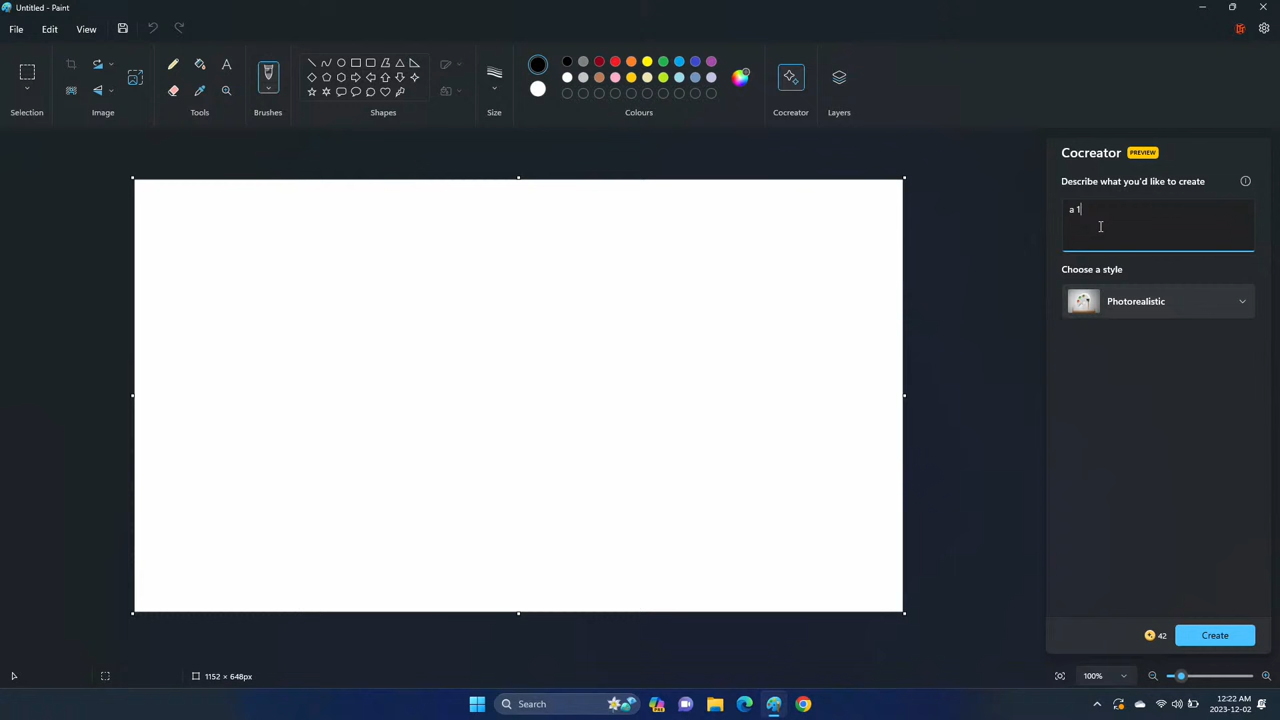 Untitled - Paint
File Edit View
Selection Image Tools Brushes Shapes Size Colours Cocreator Layers
Cocreator PREVIEW
Describe what you'd like to create
a 1
Choose a style
Photorealistic
42 Create
1152 × 648px 100%
Search
12:22 AM
2023-12-02